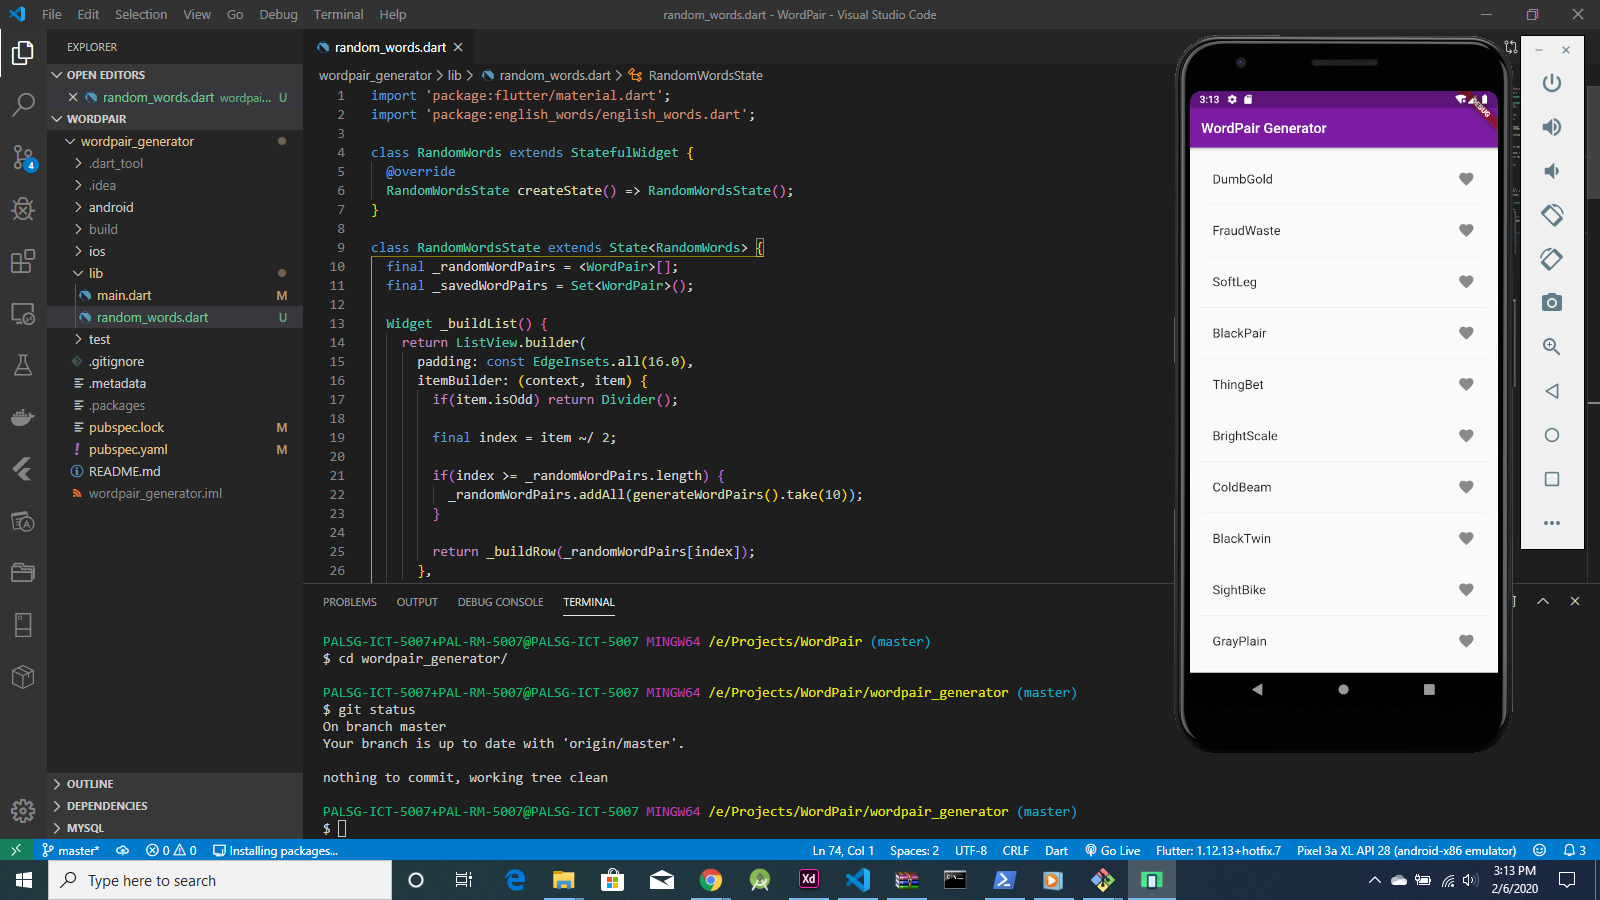 File Edit Selection View Go Debug Terminal Help
random_words.dart - WordPair - Visual Studio Code
EXPLORER
OPEN EDITORS
random_words.dart wordpai... U
WORDPAIR
wordpair_generator
.dart_tool
.idea
android
build
ios
lib
main.dart M
random_words.dart U
test
.gitignore
.metadata
.packages
pubspec.lock M
! pubspec.yaml M
README.md
wordpair_generator.iml
OUTLINE
DEPENDENCIES
MYSQL
4
random_words.dart
wordpair_generator > lib > random_words.dart > RandomWordsState
1 import 'package:flutter/material.dart';
2 import 'package:english_words/english_words.dart';
3
4 class RandomWords extends StatefulWidget {
5 @override
6 RandomWordsState createState() => RandomWordsState();
7 }
8
9 class RandomWordsState extends State<RandomWords> {
10 final _randomWordPairs = <WordPair>[];
11 final _savedWordPairs = Set<WordPair>();
12
13 Widget _buildList() {
14 return ListView.builder(
15 padding: const EdgeInsets.all(16.0),
16 itemBuilder: (context, item) {
17 if(item.isOdd) return Divider();
18
19 final index = item ~/ 2;
20
21 if(index >= _randomWordPairs.length) {
22 _randomWordPairs.addAll(generateWordPairs().take(10));
23 }
24
25 return _buildRow(_randomWordPairs[index]);
26 },
PROBLEMS OUTPUT DEBUG CONSOLE TERMINAL
PALSG-ICT-5007+PAL-RM-5007@PALSG-ICT-5007 MINGW64 /e/Projects/WordPair (master)
$ cd wordpair_generator/
PALSG-ICT-5007+PAL-RM-5007@PALSG-ICT-5007 MINGW64 /e/Projects/WordPair/wordpair_generator (master)
$ git status
On branch master
Your branch is up to date with 'origin/master'.
nothing to commit, working tree clean
PALSG-ICT-5007+PAL-RM-5007@PALSG-ICT-5007 MINGW64 /e/Projects/WordPair/wordpair_generator (master)
$
3:13
DEBUG
WordPair Generator
DumbGold
FraudWaste
SoftLeg
BlackPair
ThingBet
BrightScale
ColdBeam
BlackTwin
SightBike
GrayPlain
master* 0 0 Installing packages... Ln 74, Col 1 Spaces: 2 UTF-8 CRLF Dart Go Live Flutter: 1.12.13+hotfix.7 Pixel 3a XL API 28 (android-x86 emulator) 3
Type here to search
Xd
3:13 PM
2/6/2020